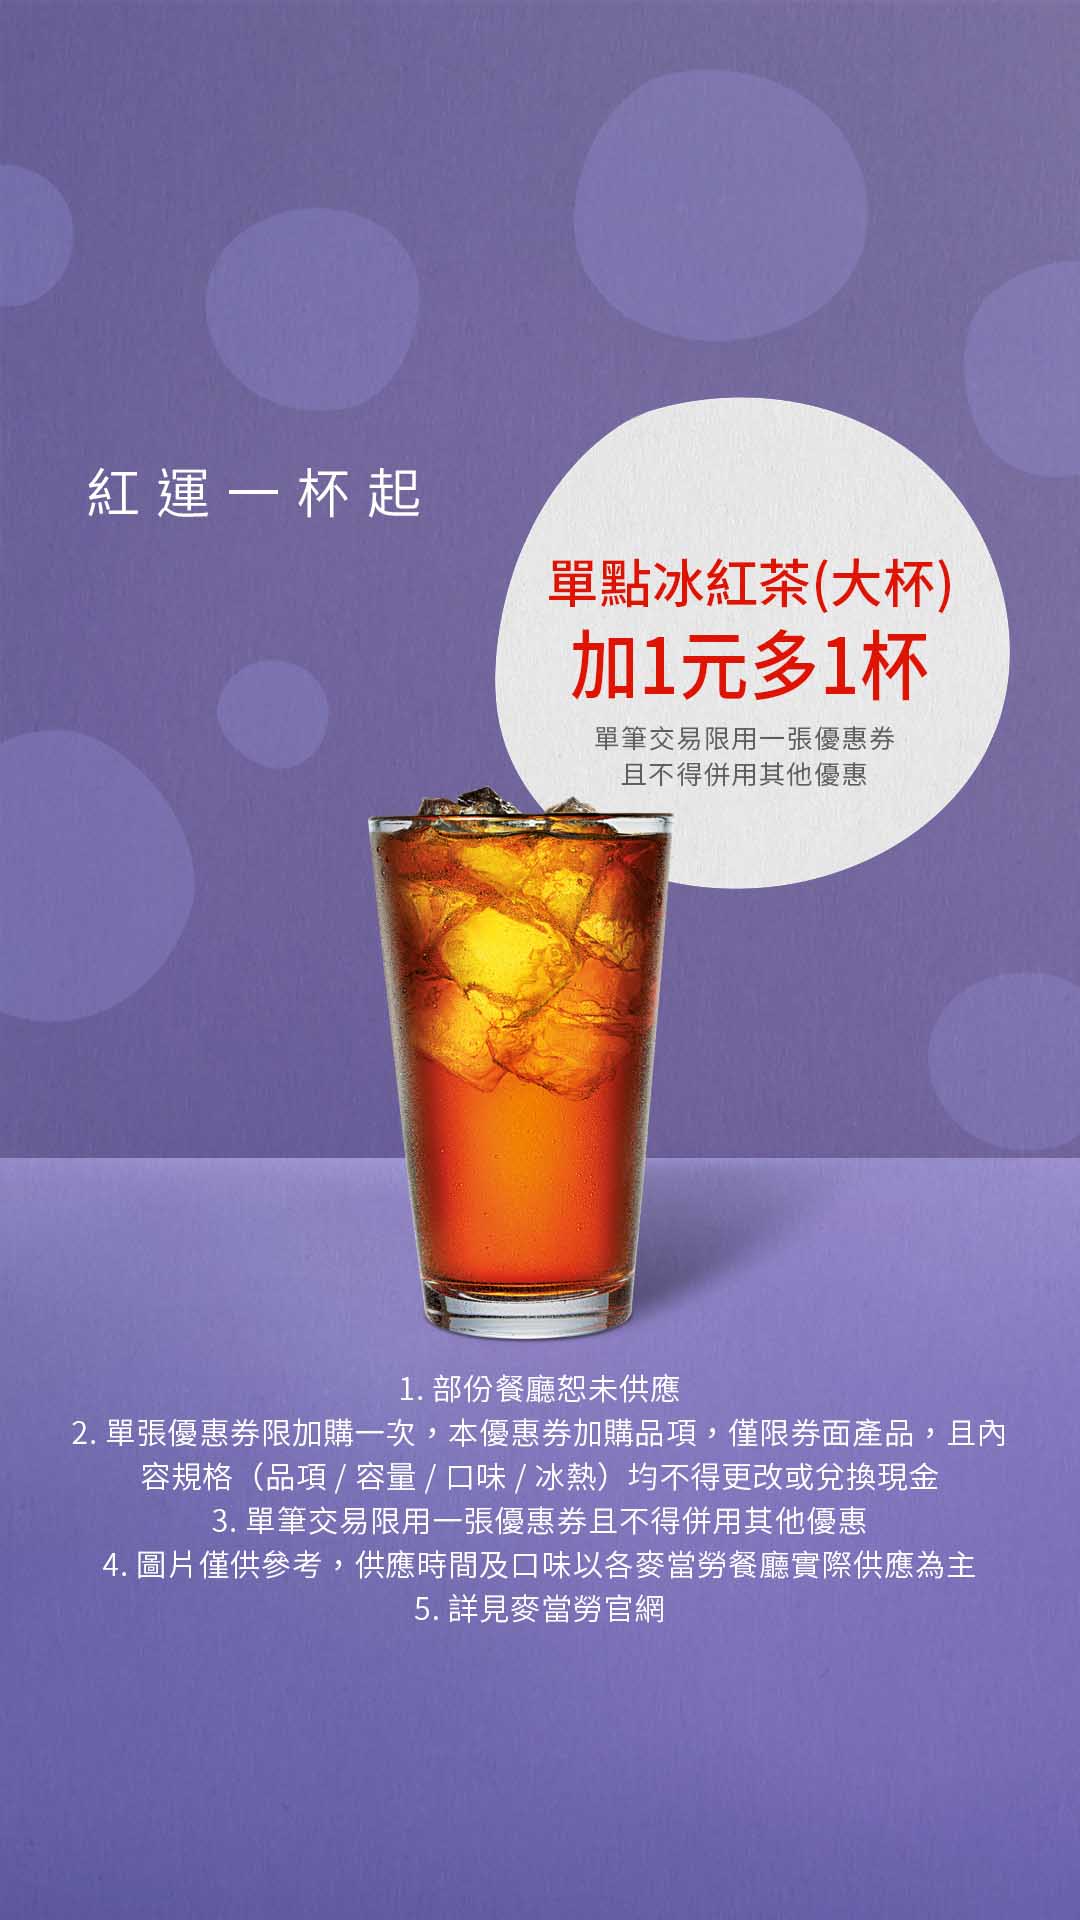 紅運一杯起
單點冰紅茶(大杯)
加1元多1杯
單筆交易限用一張優惠券
且不得併用其他優惠
1. 部份餐廳恕未供應
2. 單張優惠券限加購一次，本優惠券加購品項，僅限券面產品，且內
容規格（品項 / 容量 / 口味 / 冰熱）均不得更改或兌換現金
3. 單筆交易限用一張優惠券且不得併用其他優惠
4. 圖片僅供參考，供應時間及口味以各麥當勞餐廳實際供應為主
5. 詳見麥當勞官網